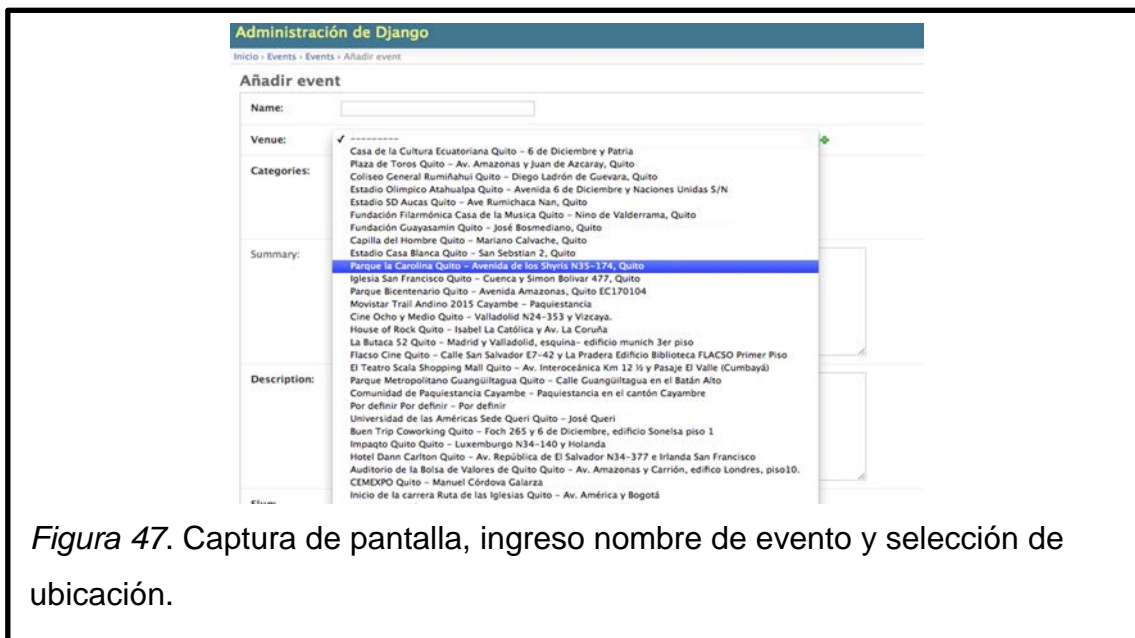 Administración de Django
Inicio › Events › Events › Añadir event
Añadir event
Name:
Venue:
✓ ---------
Casa de la Cultura Ecuatoriana Quito – 6 de Diciembre y Patria
Plaza de Toros Quito – Av. Amazonas y Juan de Azcaray, Quito
Categories:
Coliseo General Rumiñahui Quito – Diego Ladrón de Guevara, Quito
Estadio Olimpico Atahualpa Quito – Avenida 6 de Diciembre y Naciones Unidas S/N
Estadio SD Aucas Quito – Ave Rumichaca Nan, Quito
Fundación Filarmónica Casa de la Musica Quito – Nino de Valderrama, Quito
Fundación Guayasamin Quito – José Bosmediano, Quito
Capilla del Hombre Quito – Mariano Calvache, Quito
Summary:
Estadio Casa Blanca Quito – San Sebstian 2, Quito
Parque la Carolina Quito – Avenida de los Shyris N35-174, Quito
Iglesia San Francisco Quito – Cuenca y Simon Bolivar 477, Quito
Parque Bicentenario Quito – Avenida Amazonas, Quito EC170104
Movistar Trail Andino 2015 Cayambe – Paquiestancia
Cine Ocho y Medio Quito – Valladolid N24-353 y Vizcaya.
House of Rock Quito – Isabel La Católica y Av. La Coruña
La Butaca 52 Quito – Madrid y Valladolid, esquina- edificio munich 3er piso
Flacso Cine Quito – Calle San Salvador E7-42 y La Pradera Edificio Biblioteca FLACSO Primer Piso
El Teatro Scala Shopping Mall Quito – Av. Interoceánica Km 12 ½ y Pasaje El Valle (Cumbayá)
Description:
Parque Metropolitano Guangüiltagua Quito – Calle Guangüiltagua en el Batán Alto
Comunidad de Paquiestancia Cayambe – Paquiestancia en el cantón Cayambre
Por definir Por definir – Por definir
Universidad de las Américas Sede Queri Quito – José Queri
Buen Trip Coworking Quito – Foch 265 y 6 de Diciembre, edificio Sonelsa piso 1
Impaqto Quito Quito – Luxemburgo N34-140 y Holanda
Hotel Dann Carlton Quito – Av. República de El Salvador N34-377 e Irlanda San Francisco
Auditorio de la Bolsa de Valores de Quito Quito – Av. Amazonas y Carrión, edifico Londres, piso10.
CEMEXPO Quito – Manuel Córdova Galarza
Inicio de la carrera Ruta de las Iglesias Quito – Av. América y Bogotá
Figura 47. Captura de pantalla, ingreso nombre de evento y selección de
ubicación.